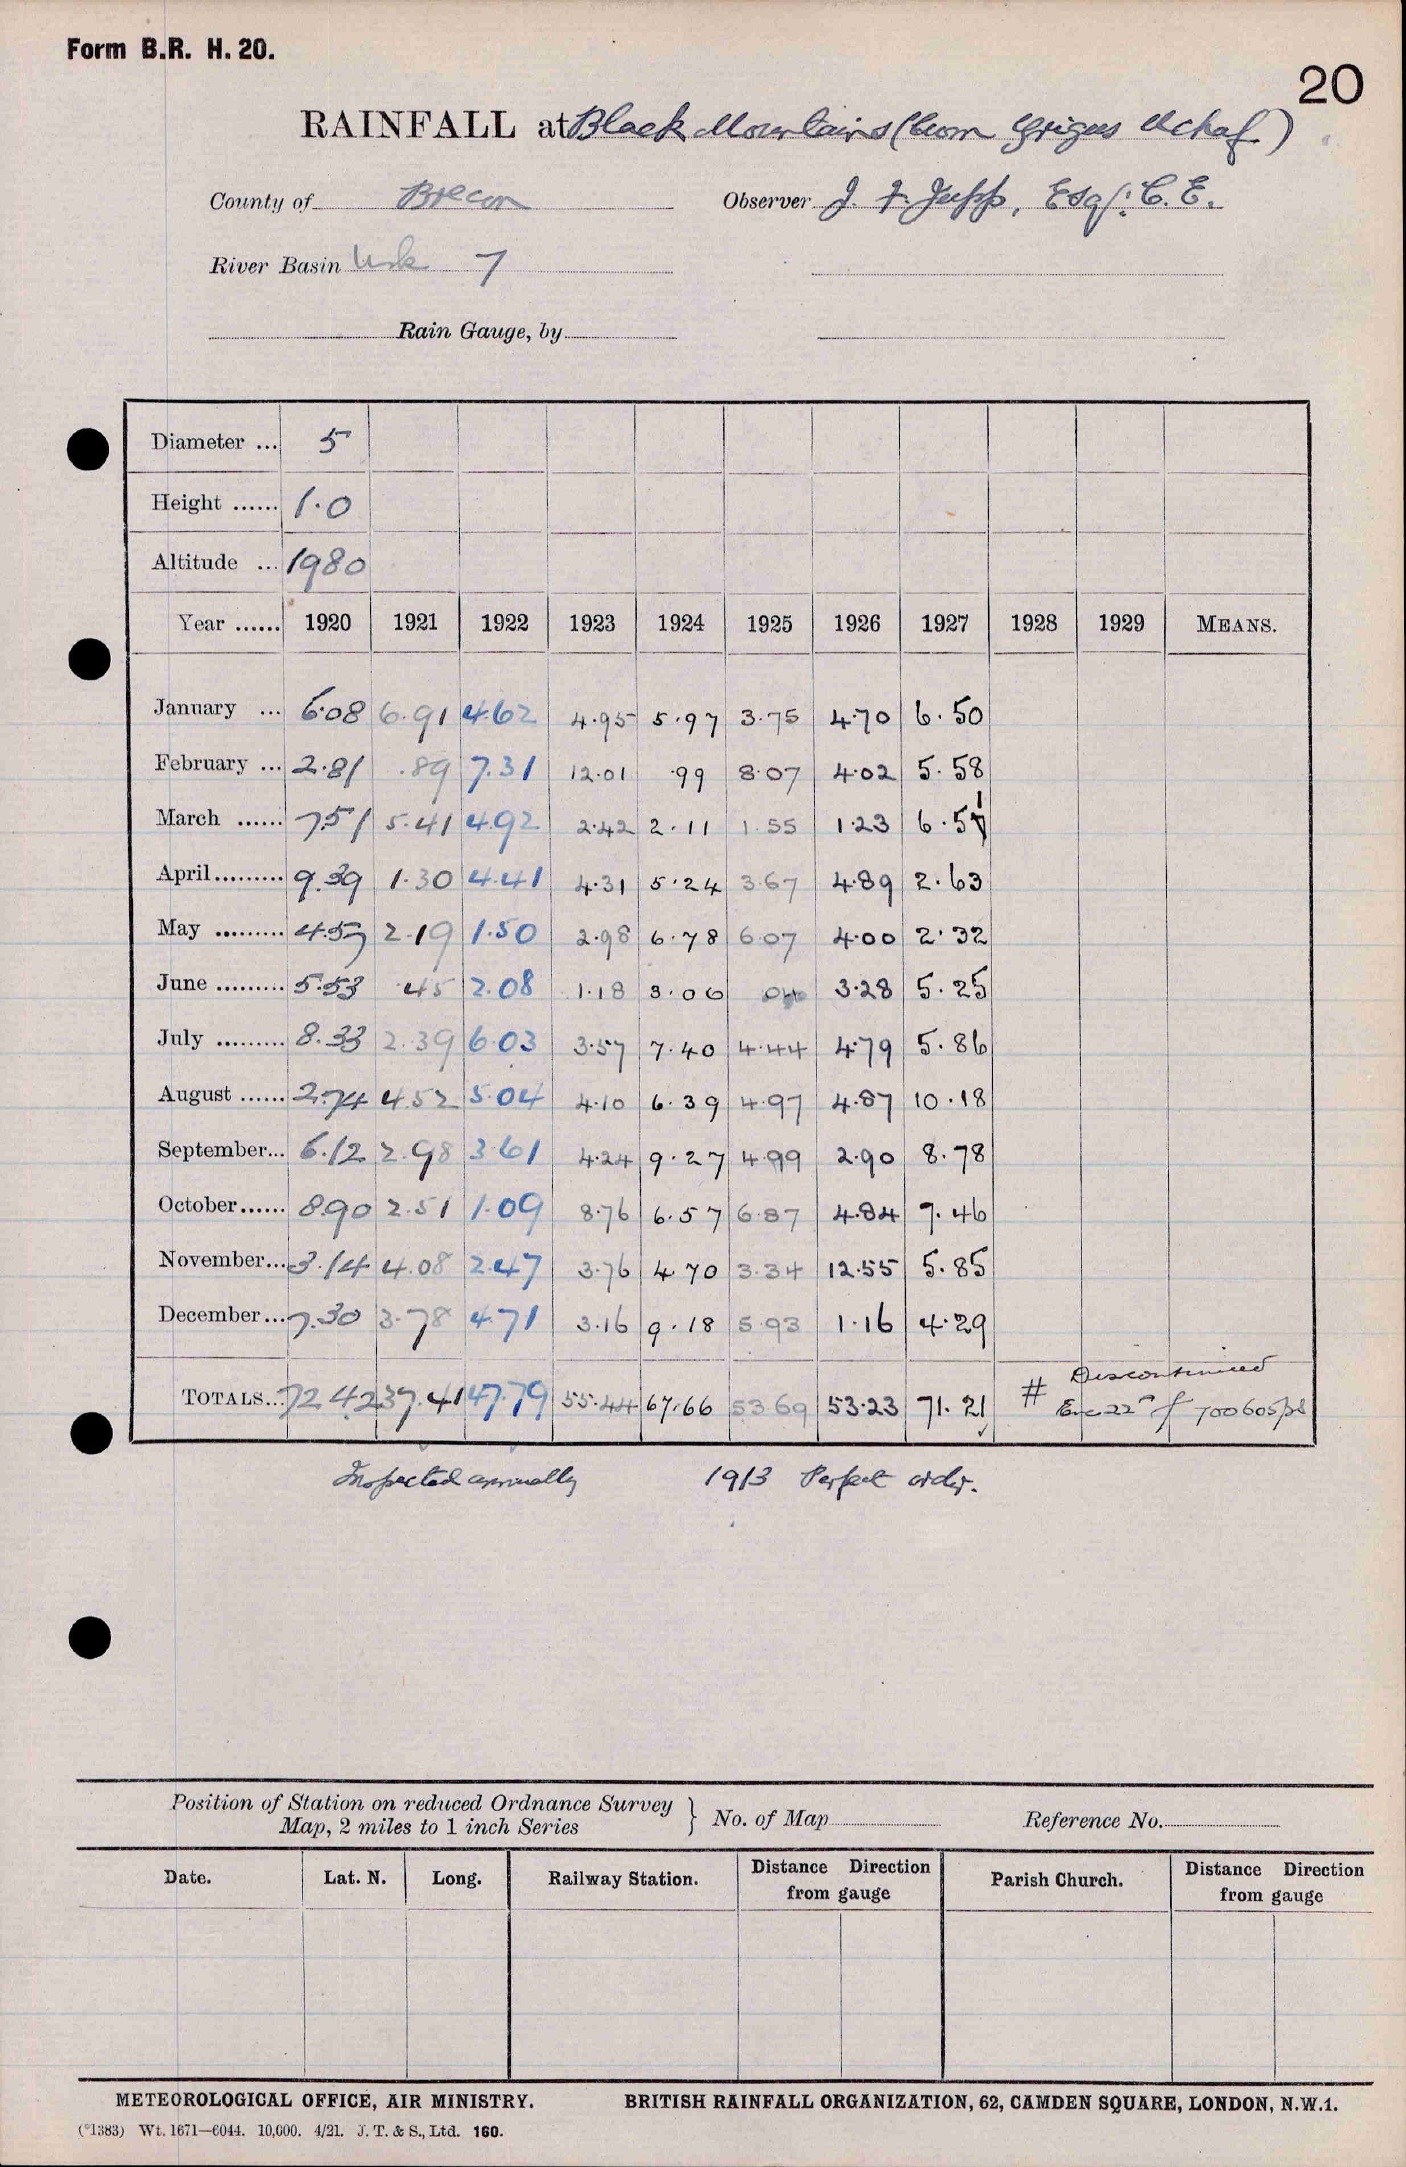 Form B.R. H. 20.
20
RAINFALL at Black Mountains (Cwm Grigws Uchaf)
County of Brecon Observer J. F. Jupp, Esq. C. E.
River Basin Usk 7
Rain Gauge, by
Diameter ... 5
Height ...... 1.0
Altitude ... 1980
Year ...... 1920 1921 1922 1923 1924 1925 1926 1927 1928 1929 MEANS.
January ... 6.08 6.91 4.62 4.95 5.97 3.75 4.70 6.50
February ... 2.81 .89 7.31 12.01 .99 8.07 4.02 5.58
March ...... 7.51 5.41 4.92 2.42 2.11 1.55 1.23 6.51
April ......... 9.39 1.30 4.41 4.31 5.24 3.67 4.89 2.63
May ......... 4.57 2.19 1.50 2.98 6.78 6.07 4.00 2.32
June ......... 5.53 .45 2.08 1.18 3.06 04 3.28 5.25
July ......... 8.33 2.39 6.03 3.57 7.40 4.44 4.79 5.86
August ...... 2.74 4.52 5.04 4.10 6.39 4.97 4.87 10.18
September... 6.12 2.98 3.61 4.24 9.27 4.99 2.90 8.78
October...... 8.90 2.51 1.09 8.76 6.57 6.87 4.84 7.46
November... 3.14 4.08 2.47 3.76 4.70 3.34 12.55 5.85
December... 7.30 3.78 4.71 3.16 9.18 5.93 1.16 4.29
TOTALS... 72.42 37.41 47.79 55.44 67.66 53.69 53.23 71.21 # Discontinued
Inspected annually 1913 Perfect order.
Position of Station on reduced Ordnance Survey
Map, 2 miles to 1 inch Series } No. of Map Reference No.
Date. Lat. N. Long. Railway Station. Distance Direction from gauge Parish Church. Distance Direction from gauge
METEOROLOGICAL OFFICE, AIR MINISTRY. BRITISH RAINFALL ORGANIZATION, 62, CAMDEN SQUARE, LONDON, N.W.1.
(*1383) Wt. 1671—6044. 10,000. 4/21. J. T. & S., Ltd. 160.